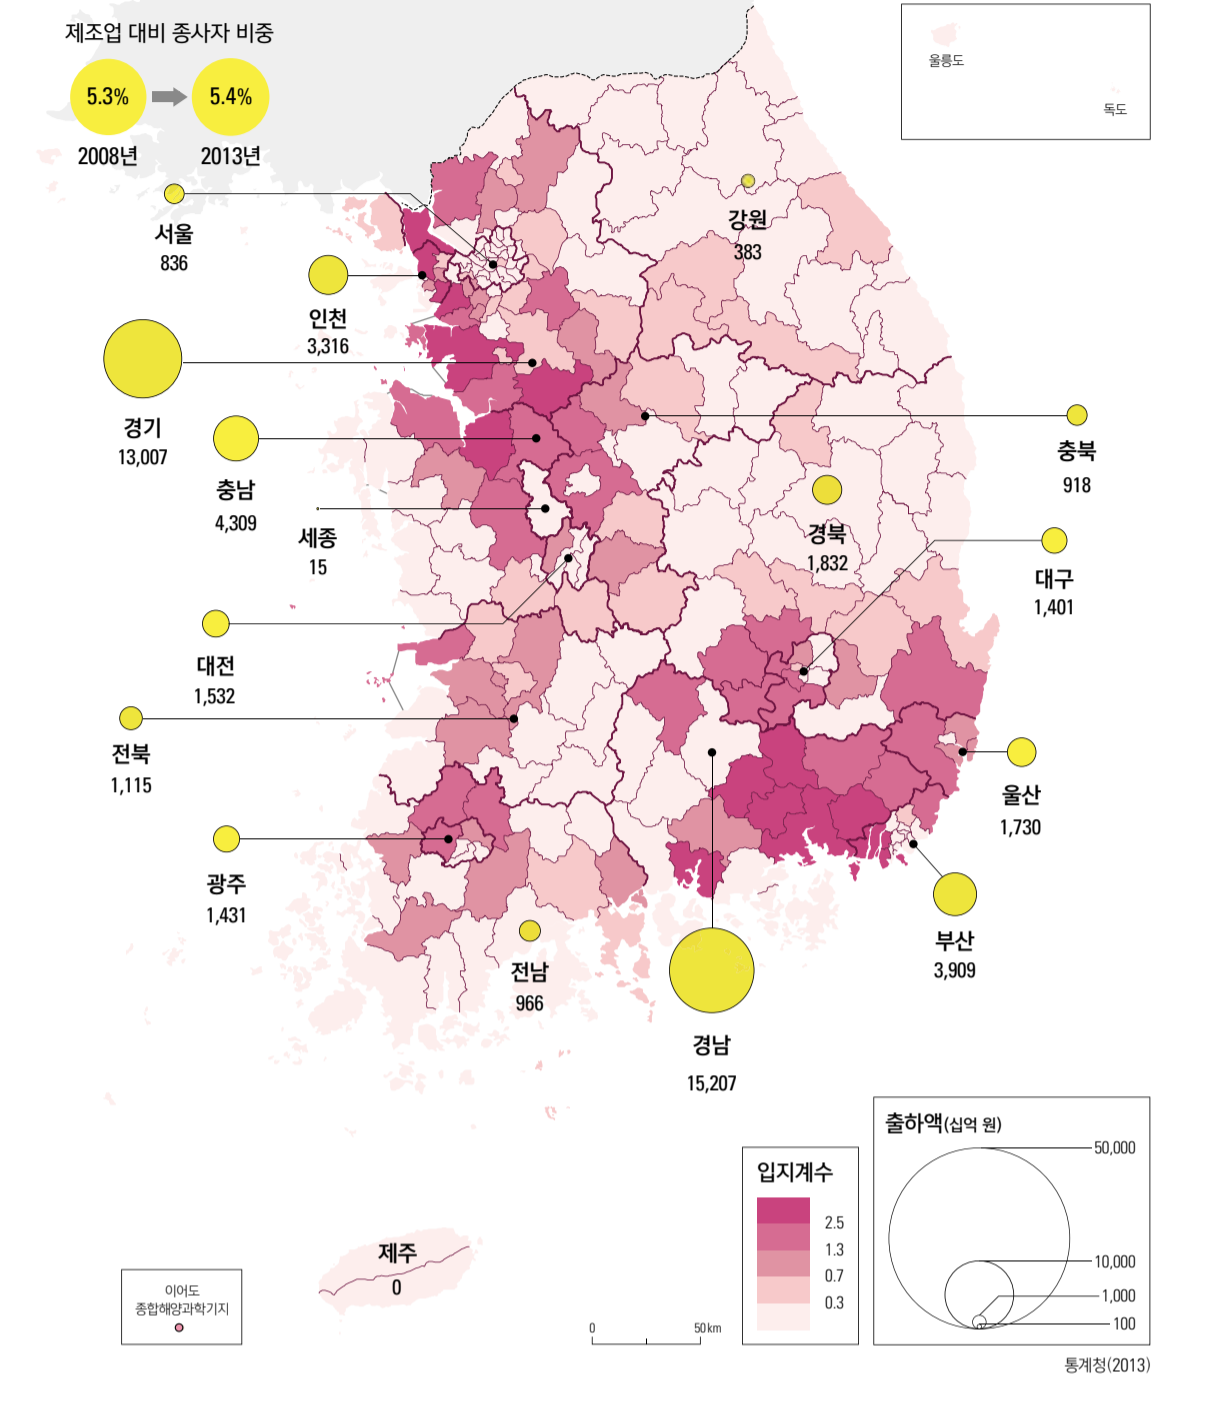 제조업 대비 종사자 비중
5.3%
5.4%
2008년
2013년
울릉도
독도
서울
836
강원
383
인천
3,316
경기
13,007
충남
4,309
세종
15
충북
918
경북
1,832
대구
1,401
대전
1,532
전북
1,115
울산
1,730
광주
1,431
부산
3,909
전남
966
경남
15,207
제주
0
이어도
종합해양과학기지
0
50km
입지계수
2.5
1.3
0.7
0.3
출하액(십억 원)
50,000
10,000
1,000
100
통계청(2013)